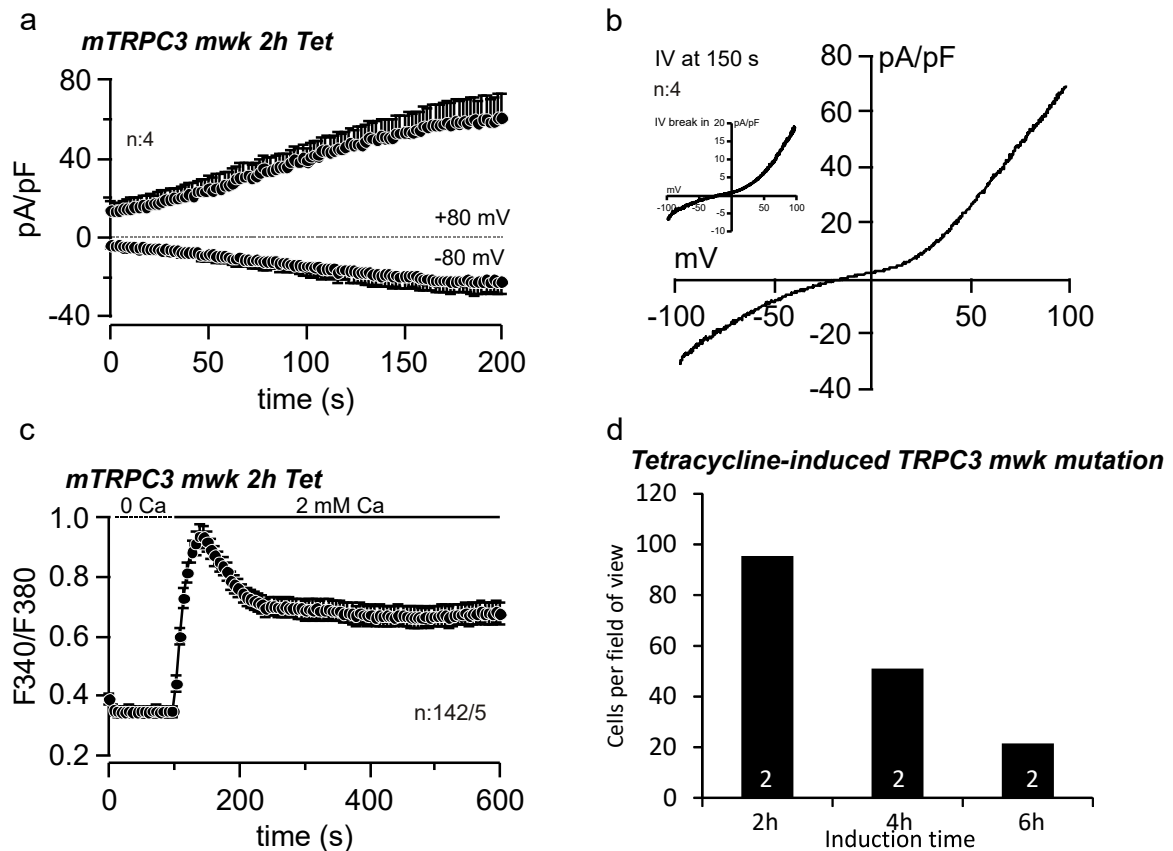 a
mTRPC3 mwk 2h Tet
80
40
0
-40
pA/pF
n:4
+80 mV
-80 mV
0 50 100 150 200
time (s)
b
IV at 150 s
n:4
pA/pF
80
60
40
20
-20
-40
mV
-100 -50 50 100
IV break in
pA/pF
20
15
10
5
-5
-10
mV
-100 -50 0 50 100
c
mTRPC3 mwk 2h Tet
0 Ca 2 mM Ca
1.0
0.8
0.6
0.4
0.2
F340/F380
n:142/5
0 200 400 600
time (s)
d
Tetracycline-induced TRPC3 mwk mutation
120
100
80
60
40
20
0
Cells per field of view
2 2 2
2h 4h 6h
Induction time